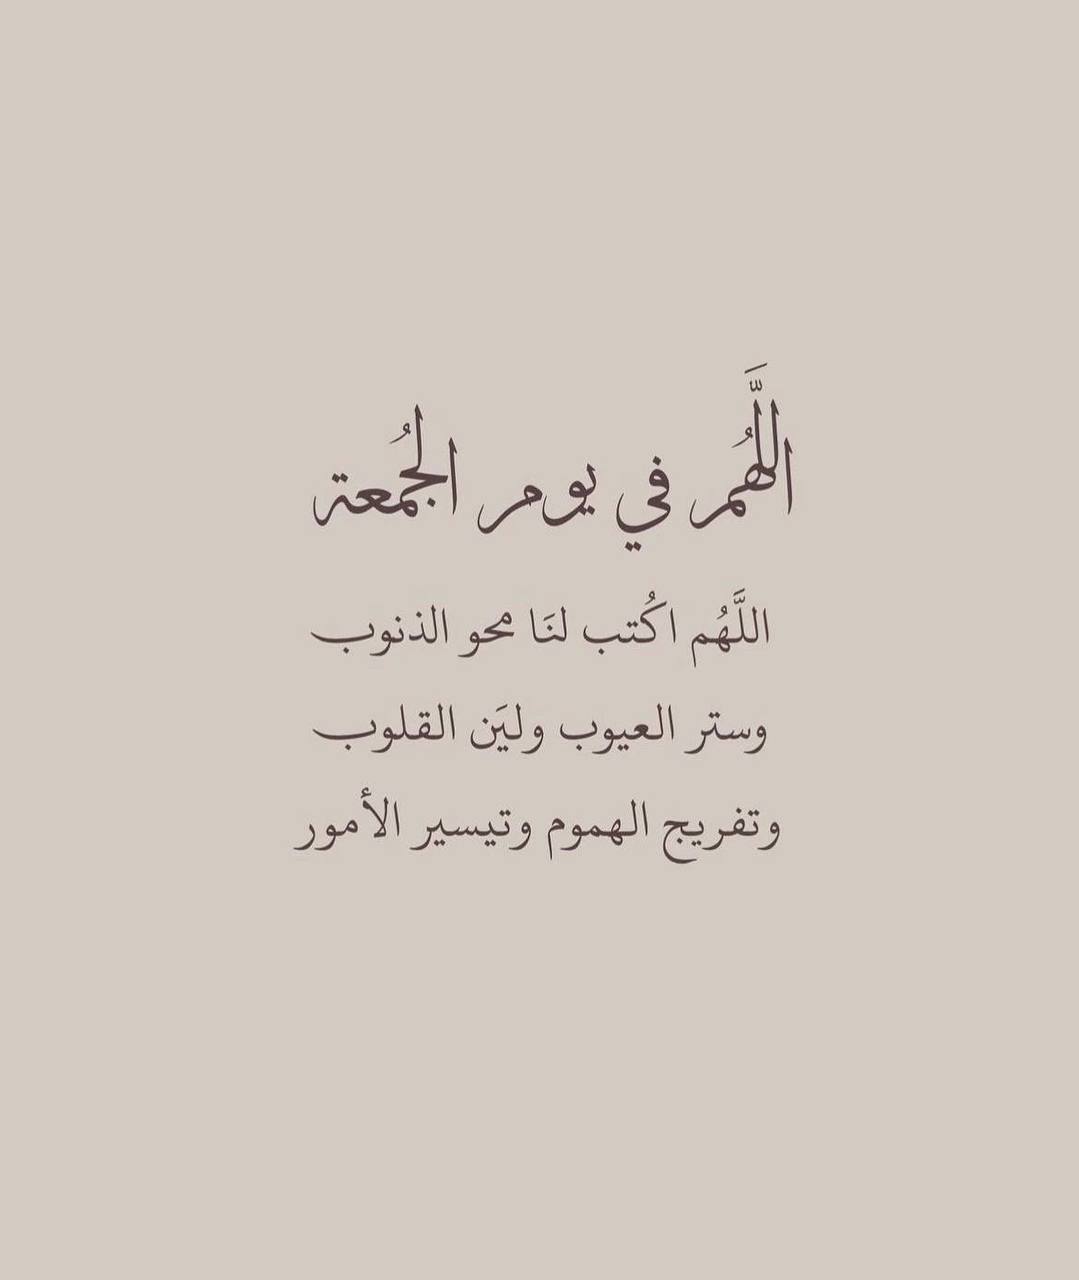 اللَّهُم في يوم الجُمعة
اللَّهُم اكُتب لنَا محو الذنوب
وستر العيوب وليَن القلوب
وتفريج الهموم وتيسير الأمور